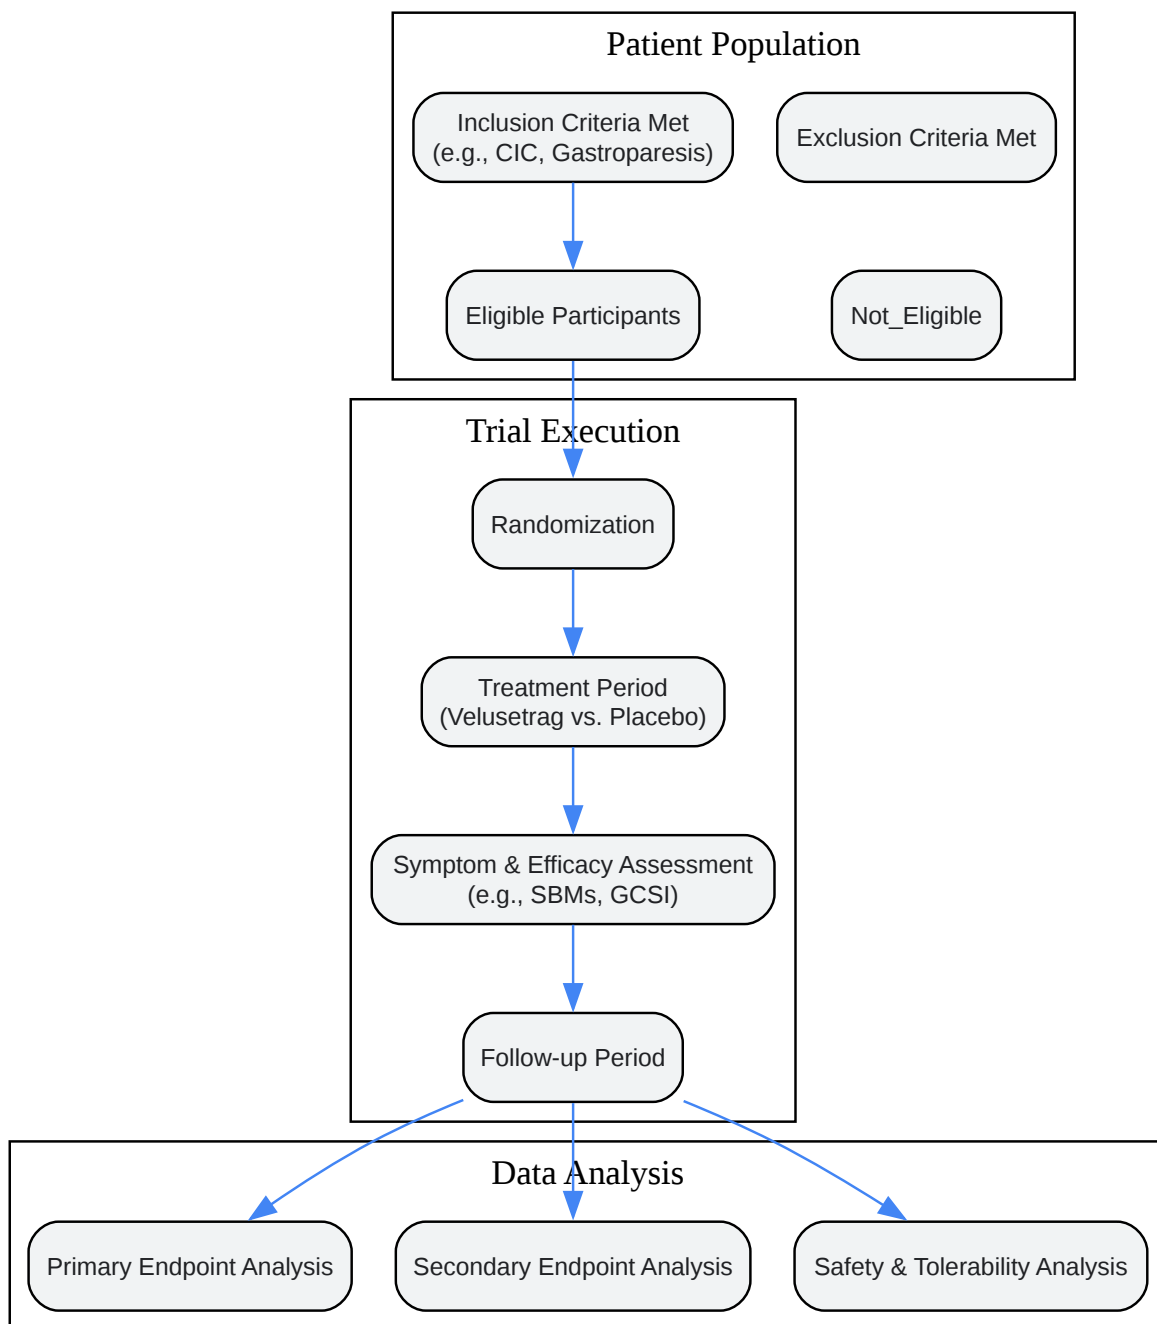 Patient Population
Inclusion Criteria Met
(e.g., CIC, Gastroparesis)
Exclusion Criteria Met
Eligible Participants
Not_Eligible
Trial Execution
Randomization
Treatment Period
(Velusetrag vs. Placebo)
Symptom & Efficacy Assessment
(e.g., SBMs, GCSI)
Follow-up Period
Data Analysis
Primary Endpoint Analysis
Secondary Endpoint Analysis
Safety & Tolerability Analysis